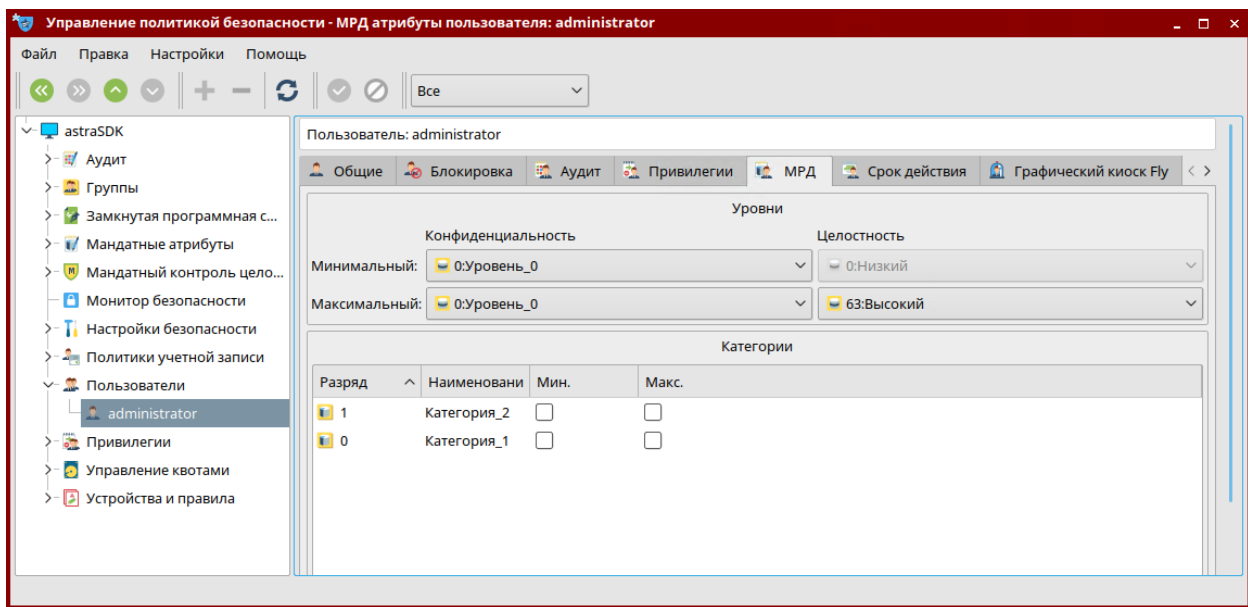 Управление политикой безопасности - МРД атрибуты пользователя: administrator
Файл Правка Настройки Помощь
Все
astraSDK
Аудит
Группы
Замкнутая программная с...
Мандатные атрибуты
Мандатный контроль цело...
Монитор безопасности
Настройки безопасности
Политики учетной записи
Пользователи
administrator
Привилегии
Управление квотами
Устройства и правила
Пользователь: administrator
Общие Блокировка Аудит Привилегии МРД Срок действия Графический киоск Fly
Уровни
Конфиденциальность Целостность
Минимальный: 0:Уровень_0 0:Низкий
Максимальный: 0:Уровень_0 63:Высокий
Категории
Разряд Наименовани Мин. Макс.
1 Категория_2
0 Категория_1